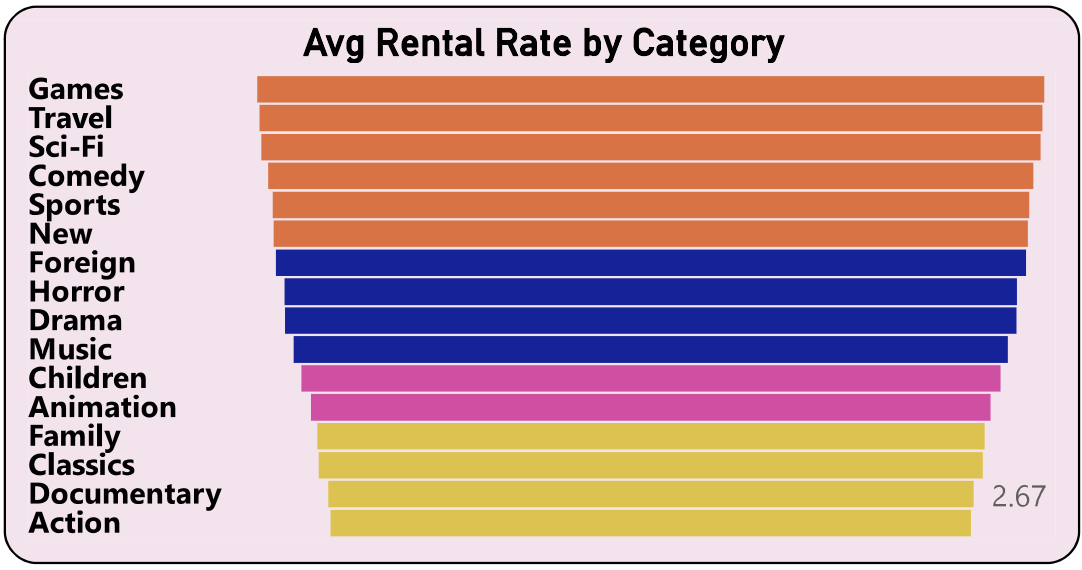 Avg Rental Rate by Category
Games
Travel
Sci-Fi
Comedy
Sports
New
Foreign
Horror
Drama
Music
Children
Animation
Family
Classics
Documentary 2.67
Action